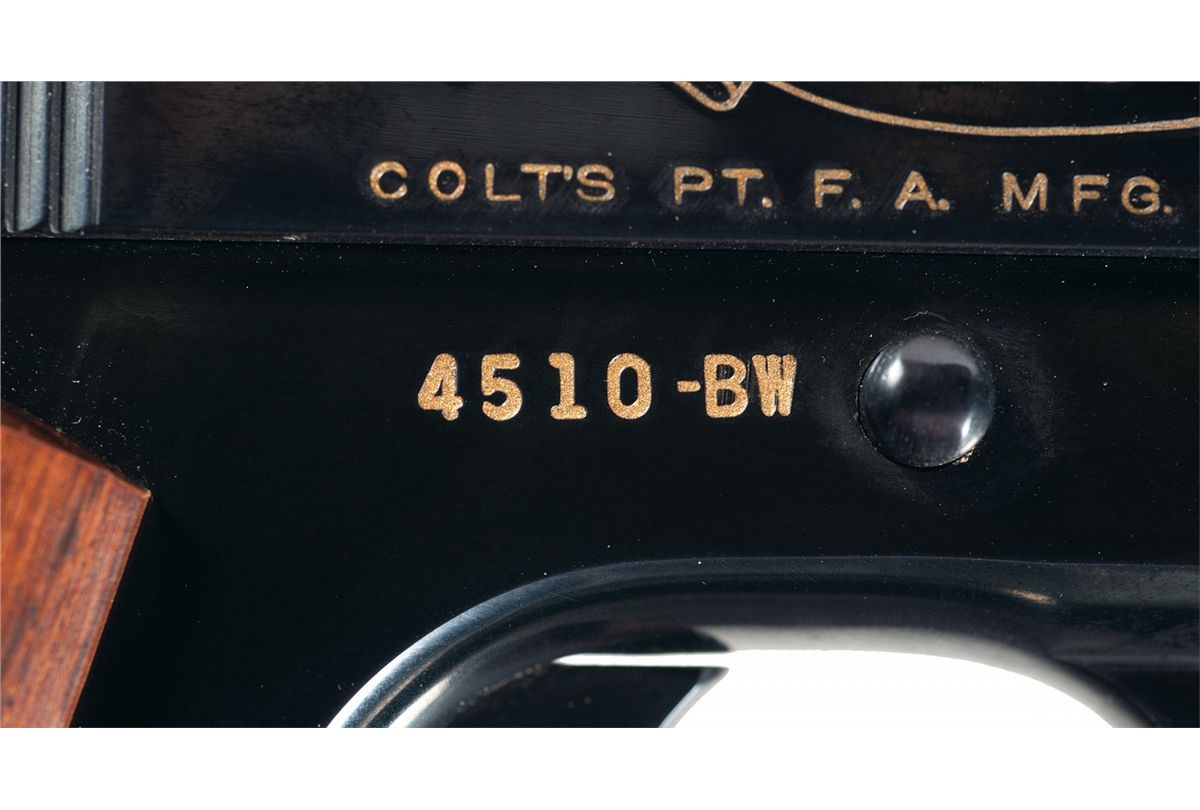 COLT'S PT. F. A. MFG.
4510-BW